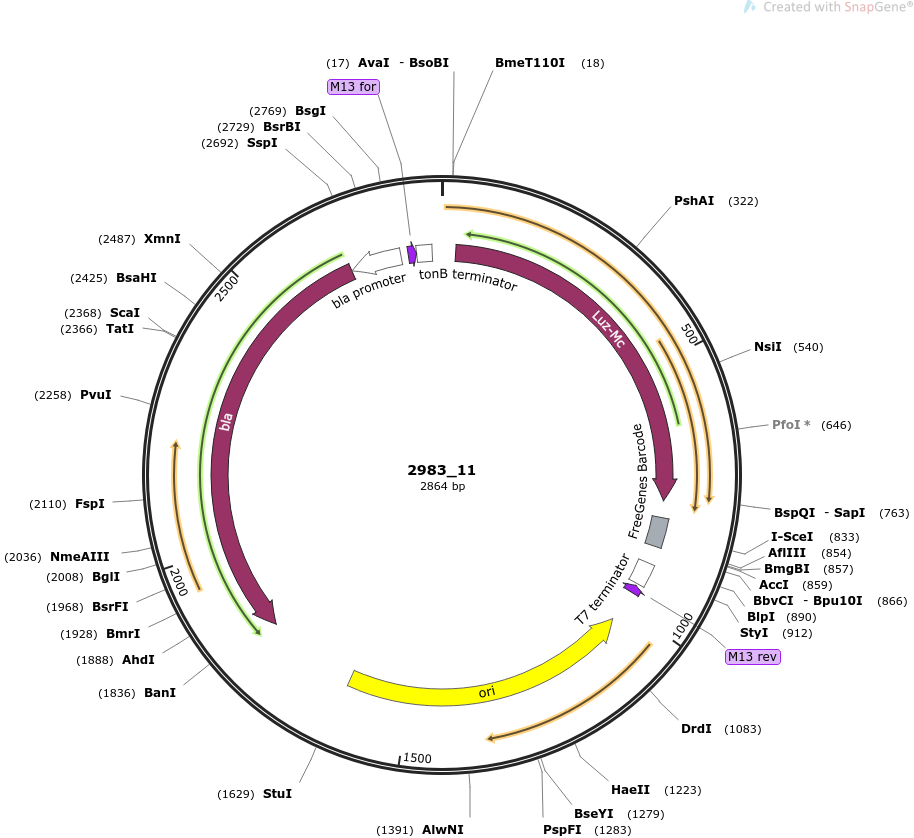 Created with SnapGene®
(17) AvaI - BsoBI
BmeT110I (18)
M13 for
(2769) BsgI
(2729) BsrBI
(2692) SspI
PshAI (322)
(2487) XmnI
(2425) BsaHI
(2368) ScaI
(2366) TatI
(2258) PvuI
(2110) FspI
(2036) NmeAIII
(2008) BglI
(1968) BsrFI
(1928) BmrI
(1888) AhdI
(1836) BanI
(1629) StuI
(1391) AlwNI
NsiI (540)
PfoI * (646)
BspQI - SapI (763)
I-SceI (833)
AflIII (854)
BmgBI (857)
AccI (859)
BbvCI - Bpu10I (866)
BlpI (890)
StyI (912)
M13 rev
DrdI (1083)
HaeII (1223)
BseYI (1279)
PspFI (1283)
bla promoter
tonB terminator
Luz-Mc
FreeGenes Barcode
T7 terminator
ori
bla
500
1000
1500
2000
2500
2983_11
2864 bp